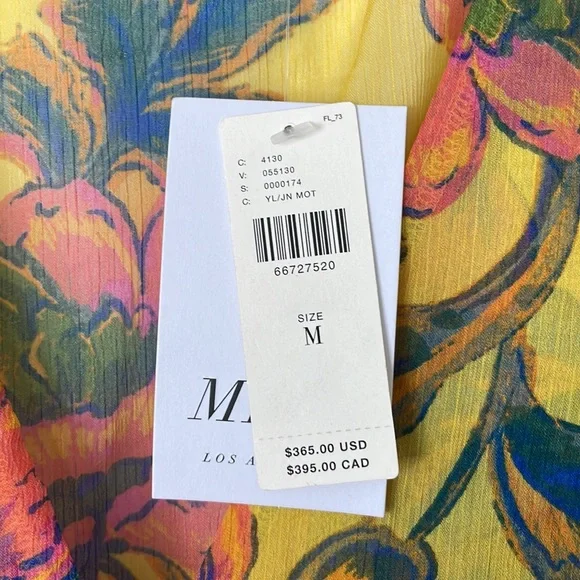 FL_73
C: 4130
V: 055130
S: 0000174
C: YL/JN MOT
66727520
SIZE
M
$365.00 USD
$395.00 CAD
LOS